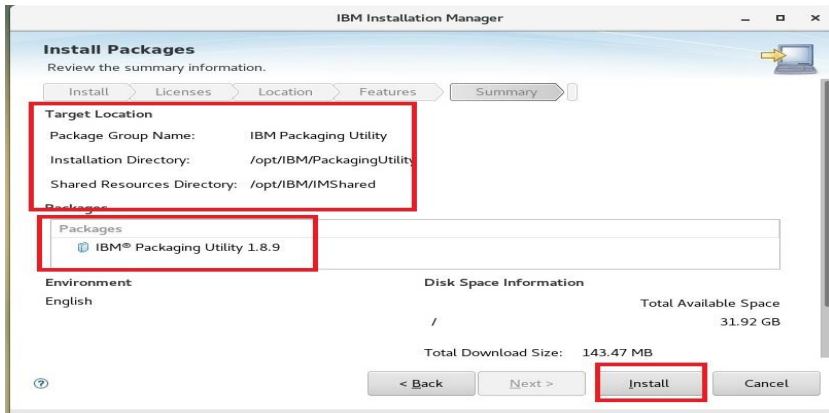 IBM Installation Manager
Install Packages
Review the summary information.
Install Licenses Location Features Summary
Target Location
Package Group Name: IBM Packaging Utility
Installation Directory: /opt/IBM/PackagingUtility
Shared Resources Directory: /opt/IBM/IMShared
Packages
Packages
IBM® Packaging Utility 1.8.9
Environment Disk Space Information
English Total Available Space
/ 31.92 GB
Total Download Size: 143.47 MB
? < Back Next > Install Cancel